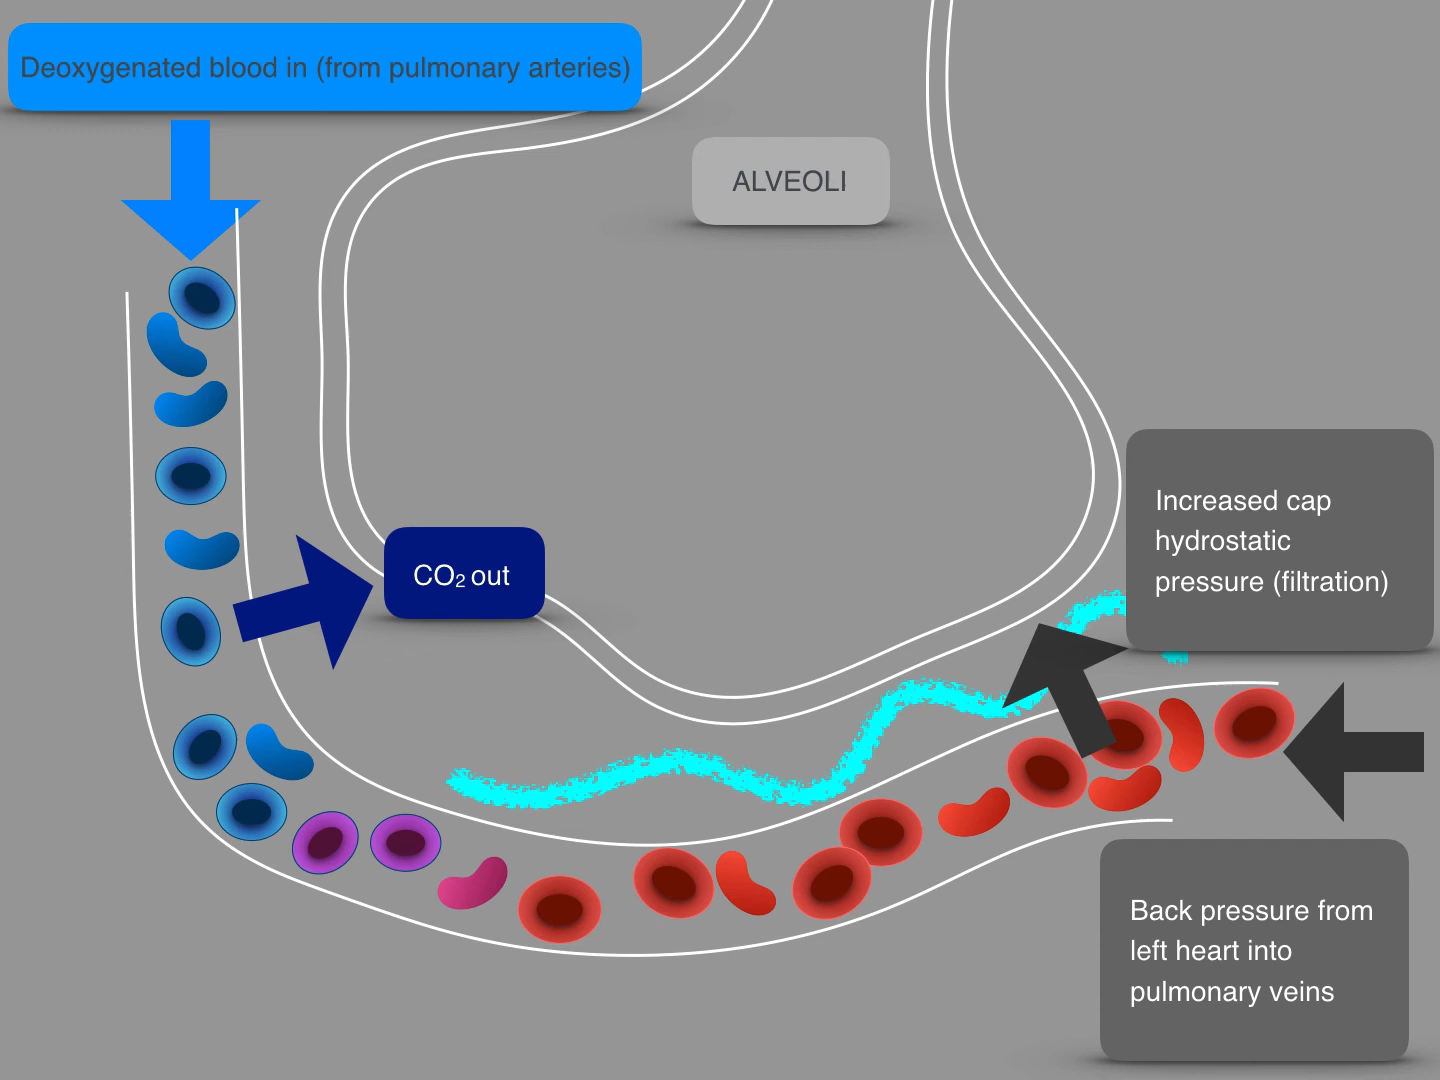 Deoxygenated blood in (from pulmonary arteries)
ALVEOLI
Increased cap
hydrostatic
pressure (filtration)
CO₂ out
Back pressure from
left heart into
pulmonary veins